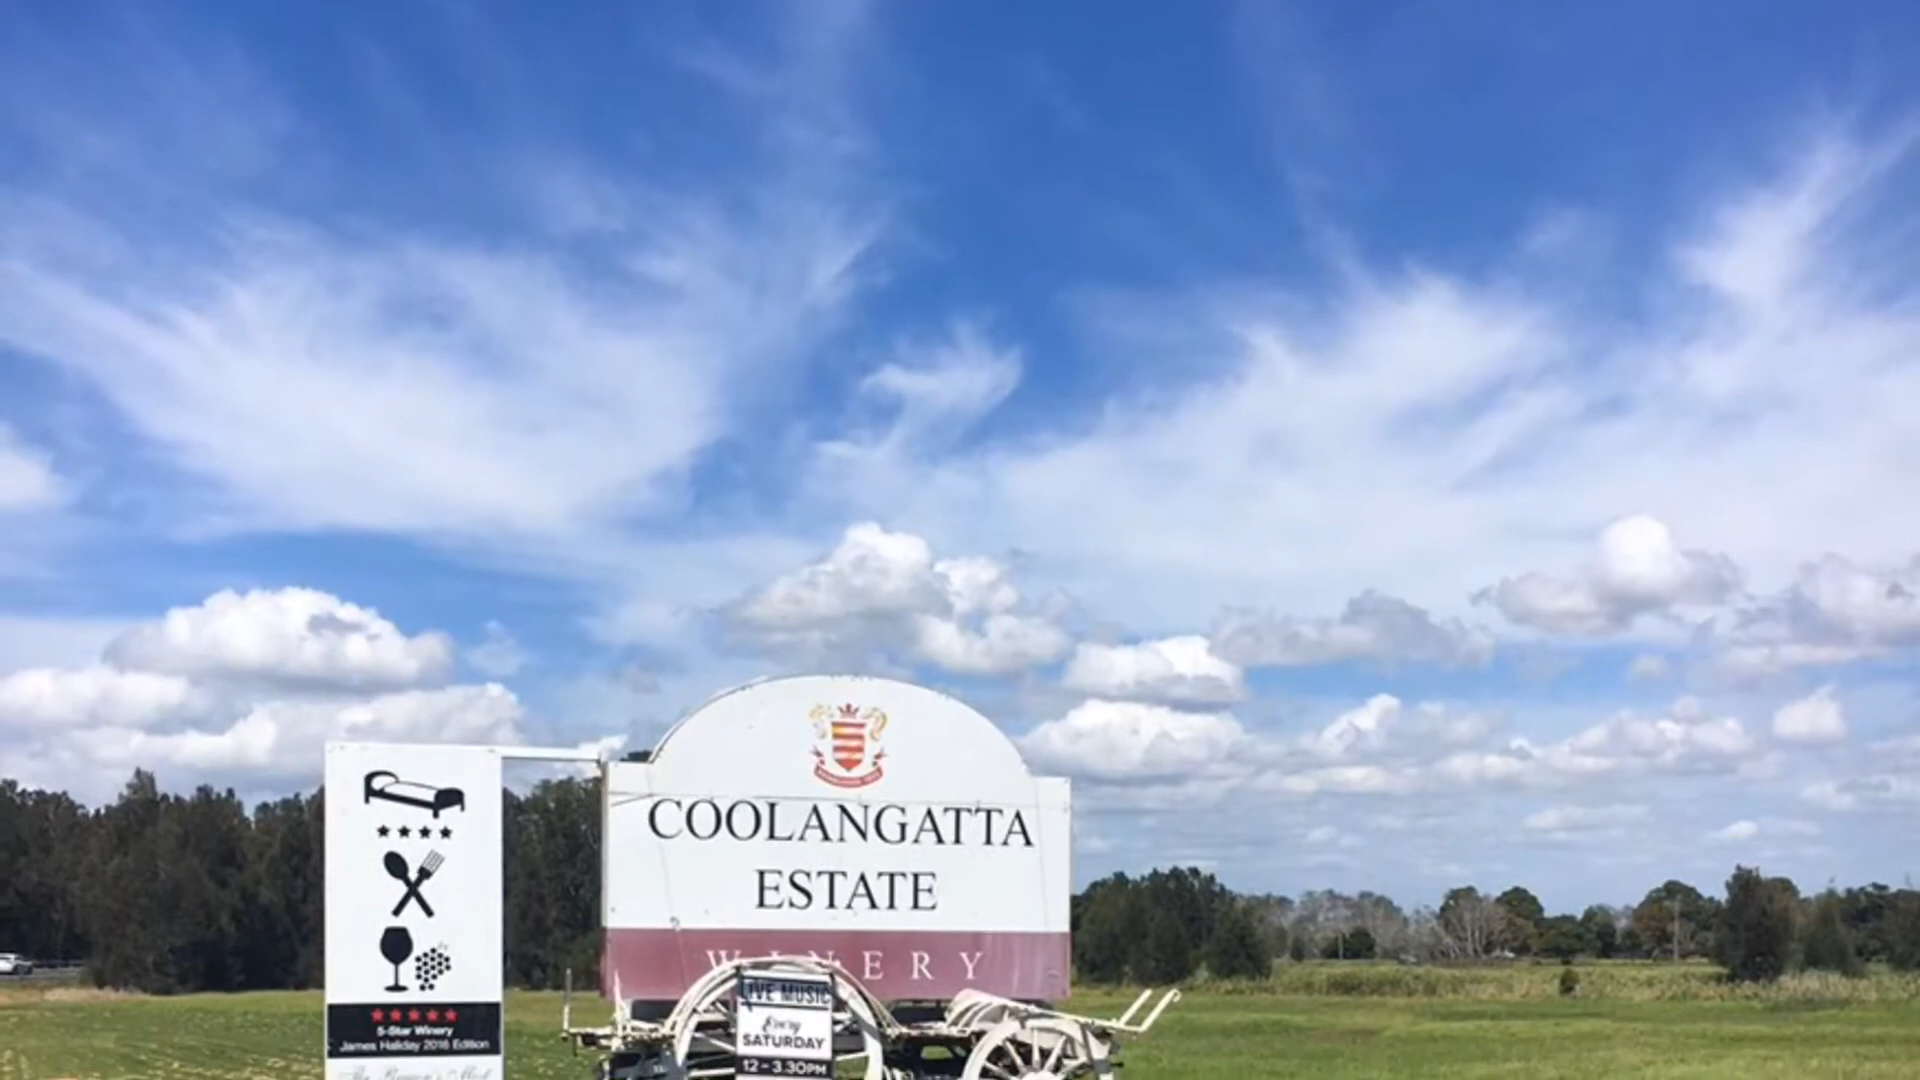 COOLANGATTA
ESTATE
WINERY
LIVE MUSIC
Every
SATURDAY
12-3.30PM
5-Star Winery
James Halliday 2016 Edition